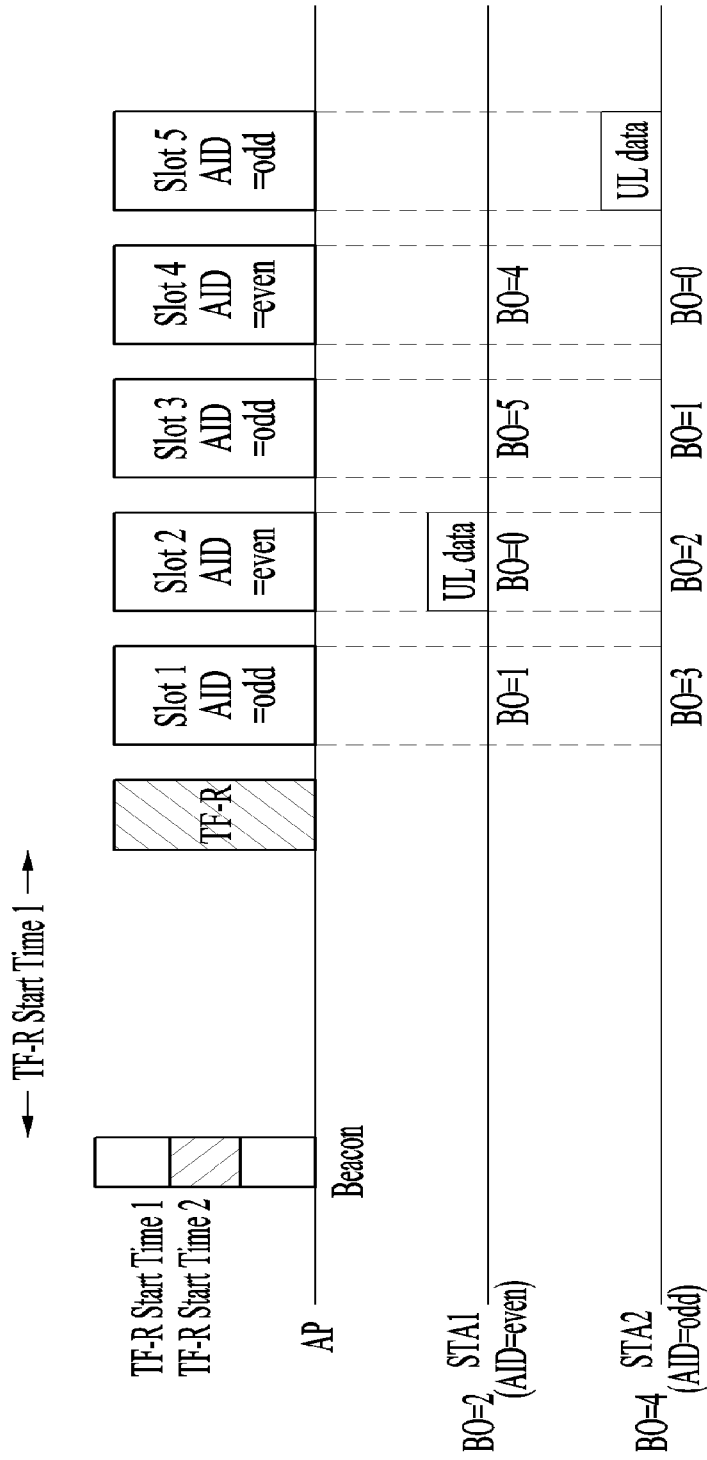 TF-R Start Time 1
TF-R Start Time 1
TF-R Start Time 2
Beacon
TF-R
Slot 1
AID
=odd
Slot 2
AID
=even
Slot 3
AID
=odd
Slot 4
AID
=even
Slot 5
AID
=odd
AP
UL data
BO=2
STA1
(AID=even)
BO=1
BO=0
BO=5
BO=4
UL data
BO=4
STA2
(AID=odd)
BO=3
BO=2
BO=1
BO=0